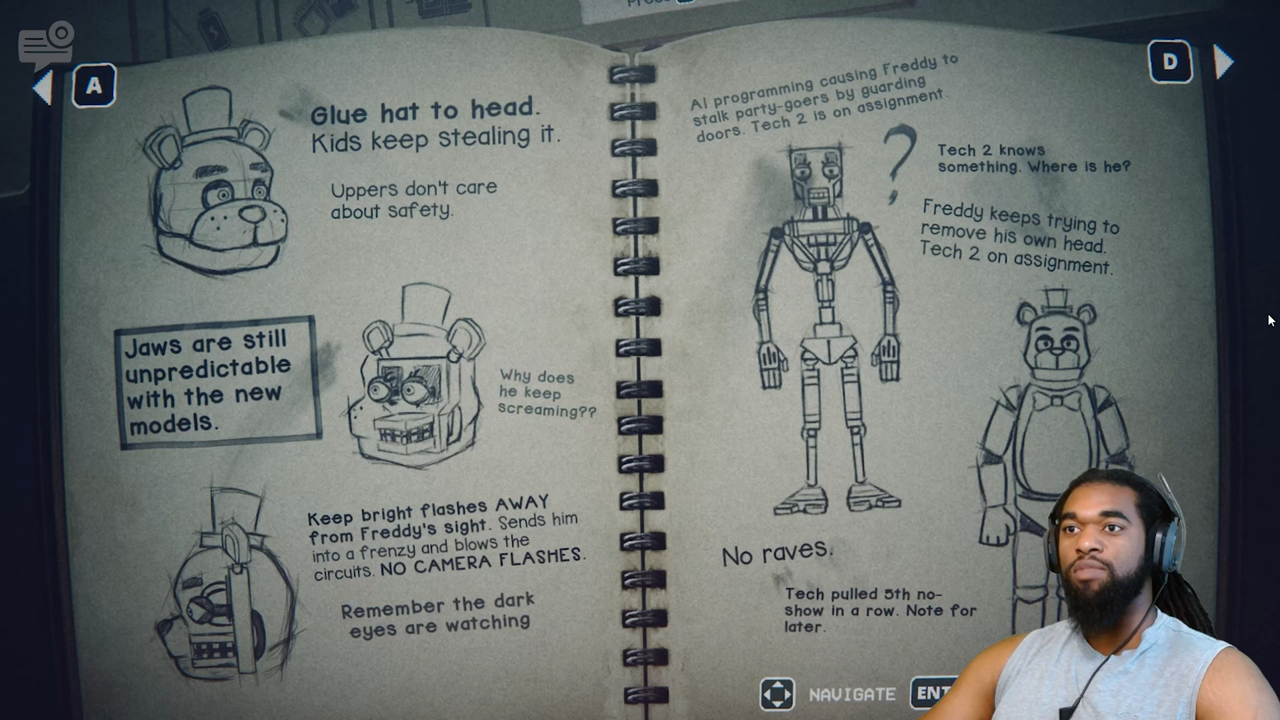 A
D
Glue hat to head.
Kids keep stealing it.
Uppers don't care
about safety.
Jaws are still
unpredictable
with the new
models.
Why does
he keep
screaming??
Keep bright flashes AWAY
from Freddy's sight. Sends him
into a frenzy and blows the
circuits. NO CAMERA FLASHES.
Remember the dark
eyes are watching
AI programming causing Freddy to
stalk party-goers by guarding
doors. Tech 2 is on assignment.
?
Tech 2 knows
something. Where is he?
Freddy keeps trying to
remove his own head.
Tech 2 on assignment.
No raves.
Tech pulled 5th no-
show in a row. Note for
later.
NAVIGATE